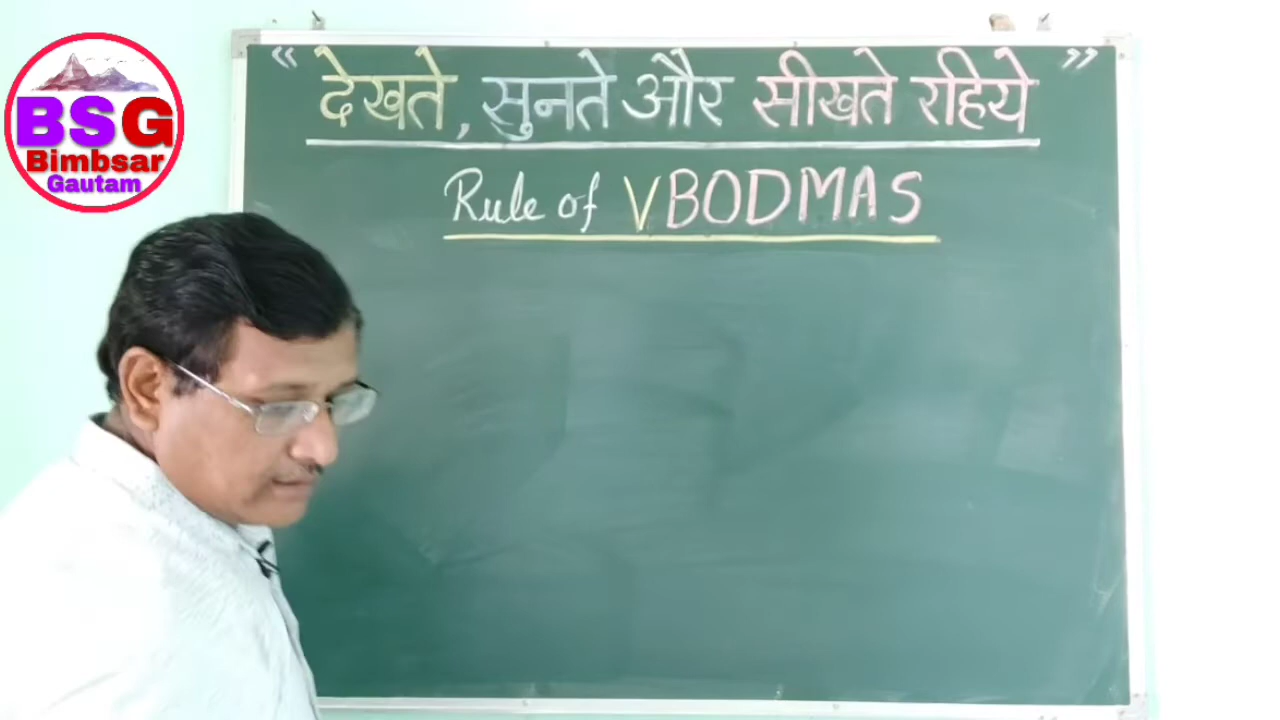 BSG
Bimbsar
Gautam
“ देखते, सुनते और सीखते रहिये ”
Rule of VBODMAS